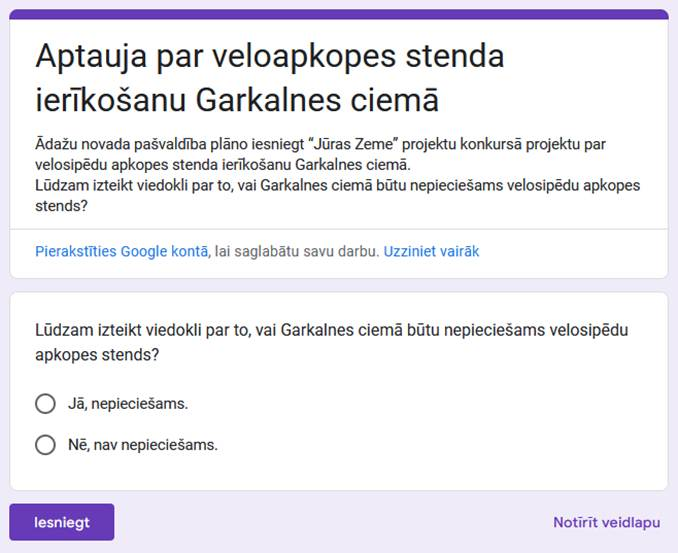 Aptauja par veloapkopes stenda
ierīkošanu Garkalnes ciemā
Ādažu novada pašvaldība plāno iesniegt “Jūras Zeme” projektu konkursā projektu par
velosipēdu apkopes stenda ierīkošanu Garkalnes ciemā.
Lūdzam izteikt viedokli par to, vai Garkalnes ciemā būtu nepieciešams velosipēdu apkopes
stends?
Pierakstīties Google kontā, lai saglabātu savu darbu. Uzziniet vairāk
Lūdzam izteikt viedokli par to, vai Garkalnes ciemā būtu nepieciešams velosipēdu
apkopes stends?
Jā, nepieciešams.
Nē, nav nepieciešams.
Iesniegt
Notīrīt veidlapu